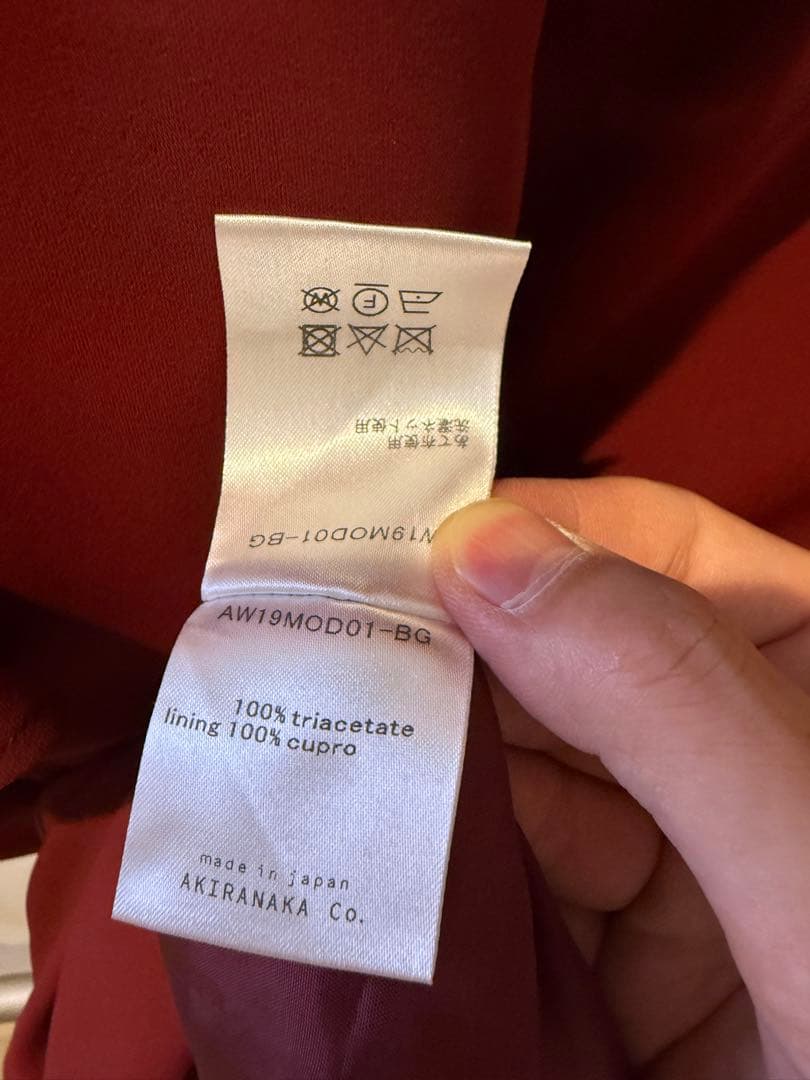 W19MOD01-BG
あて布使用
洗濯ネット使用
F W
AW19MOD01-BG
100% triacetate
lining 100% cupro
made in japan
AKIRANAKA Co.